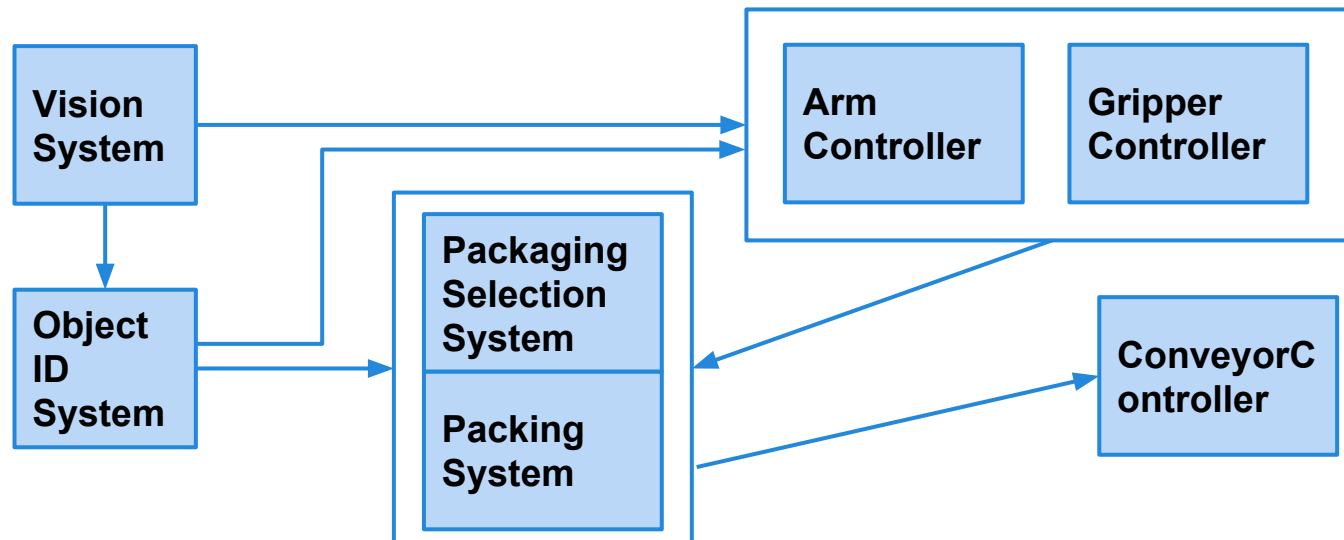 Vision
System
Arm
Controller
Gripper
Controller
Packaging
Selection
System
Object
ID
System
Packing
System
ConveyorC
ontroller